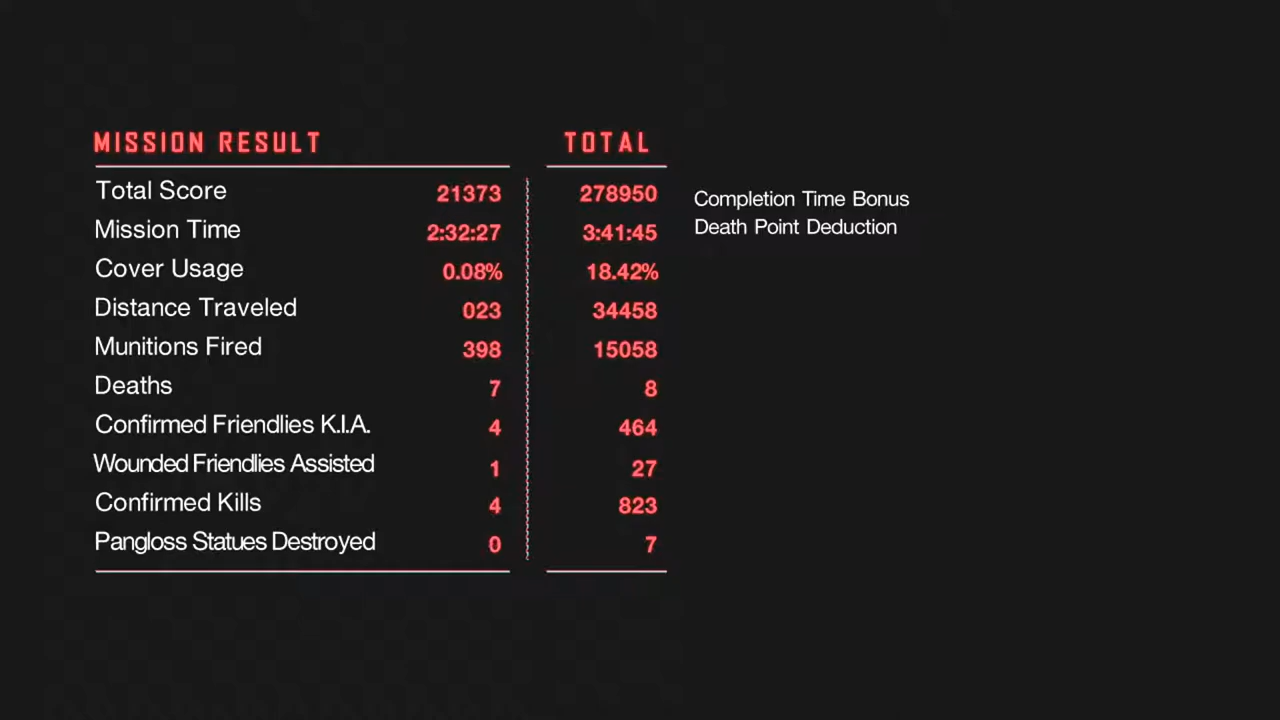 MISSION RESULT TOTAL
Total Score 21373 278950 Completion Time Bonus
Mission Time 2:32:27 3:41:45 Death Point Deduction
Cover Usage 0.08% 18.42%
Distance Traveled 023 34458
Munitions Fired 398 15058
Deaths 7 8
Confirmed Friendlies K.I.A. 4 464
Wounded Friendlies Assisted 1 27
Confirmed Kills 4 823
Pangloss Statues Destroyed 0 7